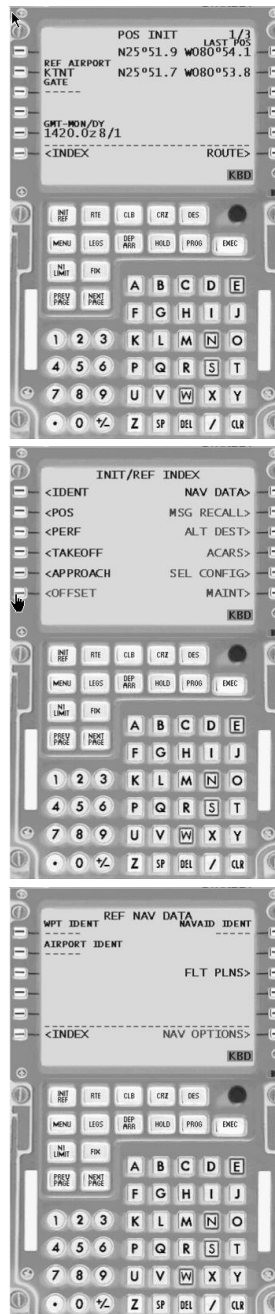 POS INIT 1/3
LAST POS
N25°51.9 W080°54.1
REF AIRPORT
KTNT N25°51.7 W080°53.8
GATE
-----
GMT-MON/DY
1420.0z 8/1
<INDEX ROUTE>
KBD
INIT REF RTE CLB CRZ DES
MENU LEGS DEP ARR HOLD PROG EXEC
N1 LIMIT FIX
PREV PAGE NEXT PAGE
A B C D E
F G H I J
1 2 3 K L M N O
4 5 6 P Q R S T
7 8 9 U V W X Y
• 0 +/- Z SP DEL / CLR
INIT/REF INDEX
<IDENT NAV DATA>
<POS MSG RECALL>
<PERF ALT DEST>
<TAKEOFF ACARS>
<APPROACH SEL CONFIG>
<OFFSET MAINT>
KBD
INIT REF RTE CLB CRZ DES
MENU LEGS DEP ARR HOLD PROG EXEC
N1 LIMIT FIX
PREV PAGE NEXT PAGE
A B C D E
F G H I J
1 2 3 K L M N O
4 5 6 P Q R S T
7 8 9 U V W X Y
• 0 +/- Z SP DEL / CLR
REF NAV DATA
WPT IDENT NAVAID IDENT
----- -----
AIRPORT IDENT
-----
FLT PLNS>
<INDEX NAV OPTIONS>
KBD
INIT REF RTE CLB CRZ DES
MENU LEGS DEP ARR HOLD PROG EXEC
N1 LIMIT FIX
PREV PAGE NEXT PAGE
A B C D E
F G H I J
1 2 3 K L M N O
4 5 6 P Q R S T
7 8 9 U V W X Y
• 0 +/- Z SP DEL / CLR